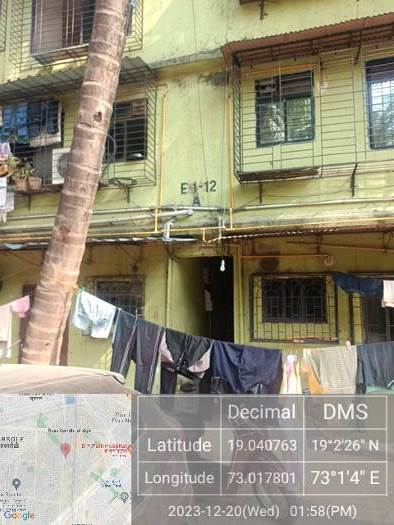 E-1-12
A
Decimal DMS
Latitude 19.040763 19°2'26" N
Longitude 73.017801 73°1'4" E
2023-12-20(Wed) 01:58(PM)
Google